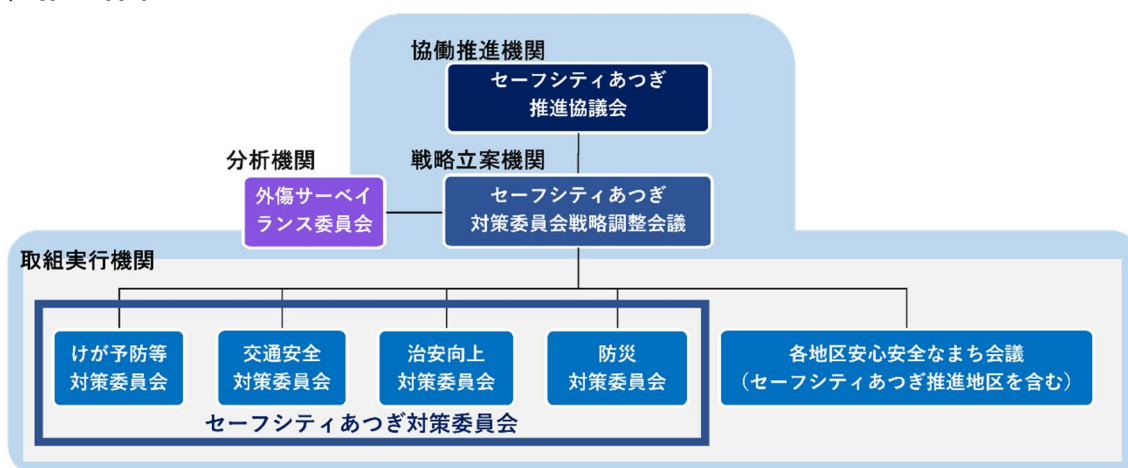 協働推進機関
セーフシティあつぎ
推進協議会
分析機関
戦略立案機関
外傷サーベイ
ランス委員会
セーフシティあつぎ
対策委員会戦略調整会議
取組実行機関
けが予防等
対策委員会
交通安全
対策委員会
治安向上
対策委員会
防災
対策委員会
各地区安心安全なまち会議
（セーフシティあつぎ推進地区を含む）
セーフシティあつぎ対策委員会